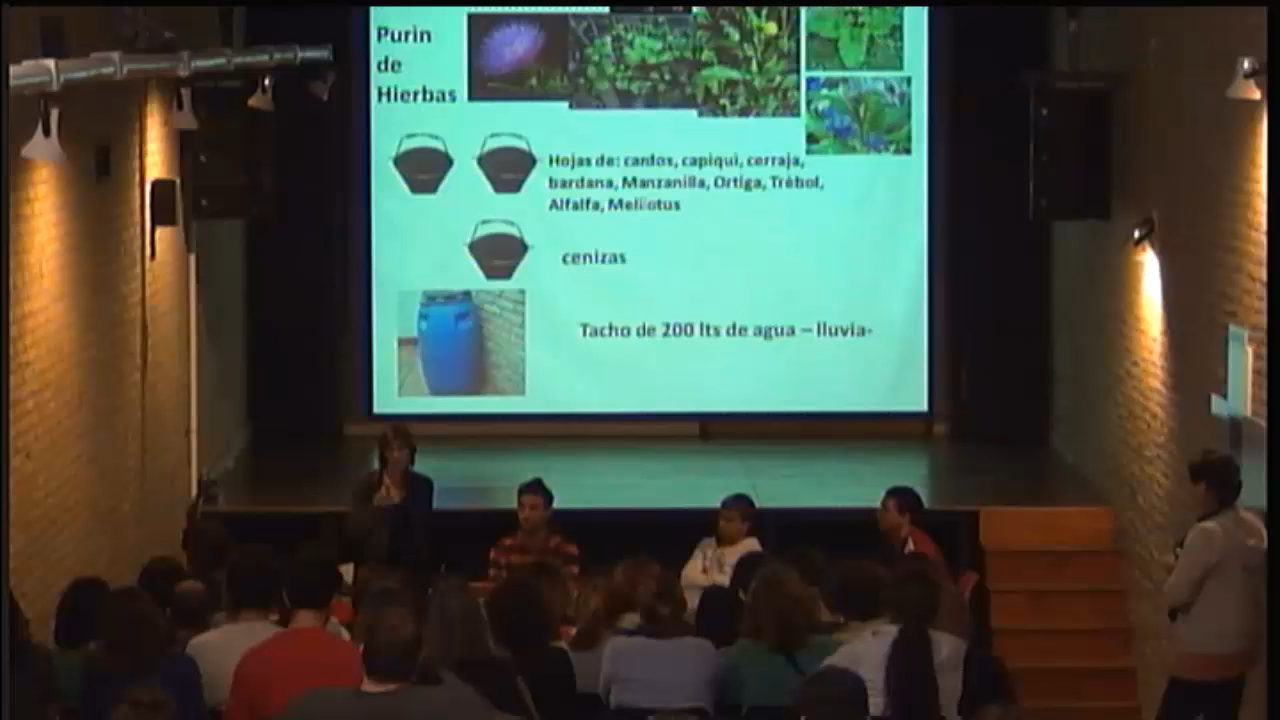 Purin
de
Hierbas
Hojas de: cardos, capiqui, cerraja,
bardana, Manzanilla, Ortiga, Trèbol,
Alfalfa, Melilotus
cenizas
Tacho de 200 lts de agua – lluvia-